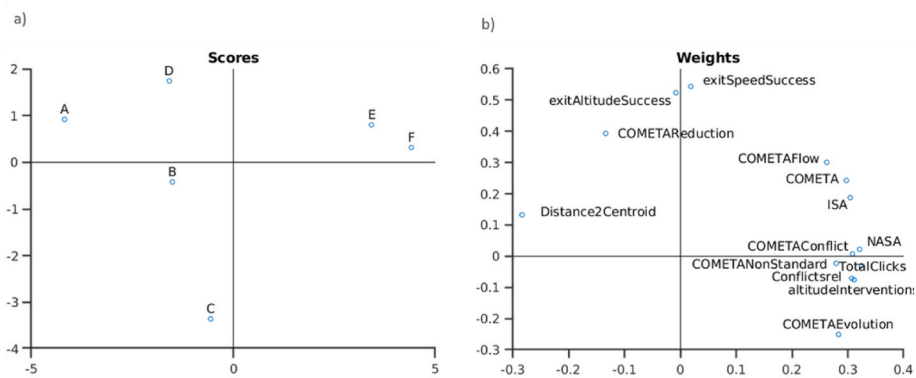 a)
Scores
2
1
0
-1
-2
-3
-4
-5
0
5
A
D
B
C
E
F
b)
Weights
0.6
0.5
0.4
0.3
0.2
0.1
0
-0.1
-0.2
-0.3
-0.3
-0.2
-0.1
0
0.1
0.2
0.3
0.4
exitSpeedSuccess
exitAltitudeSuccess
COMETAReduction
COMETAFlow
COMETA
ISA
Distance2Centroid
NASA
COMETAConflict
COMETANonStandard
TotalClicks
Conflictsrel
altitudeInterventions
COMETAEvolution